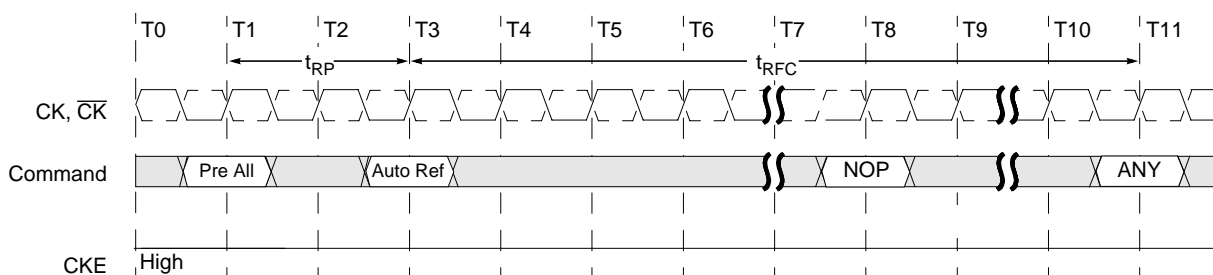 T0 T1 T2 T3 T4 T5 T6 T7 T8 T9 T10 T11
tRP tRFC
CK, C̅K̅
Command Pre All Auto Ref NOP ANY
CKE High